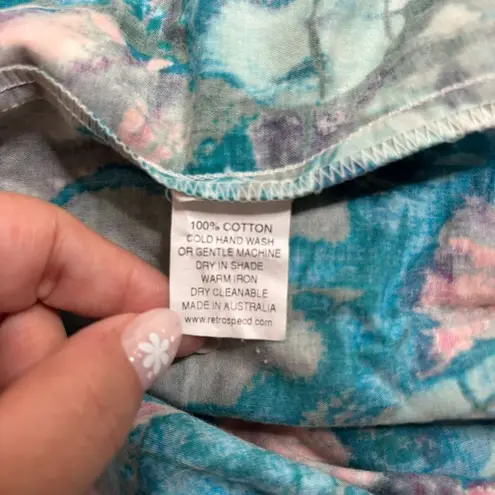 100% COTTON
COLD HAND WASH
OR GENTLE MACHINE
DRY IN SHADE
WARM IRON
DRY CLEANABLE
MADE IN AUSTRALIA
www.retrospecd.com